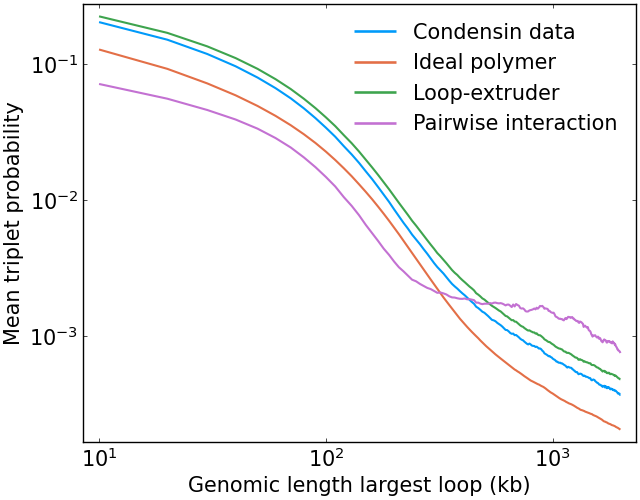 Condensin data
Ideal polymer
Loop-extruder
Pairwise interaction
Mean triplet probability
10⁻¹
10⁻²
10⁻³
10¹
10²
10³
Genomic length largest loop (kb)